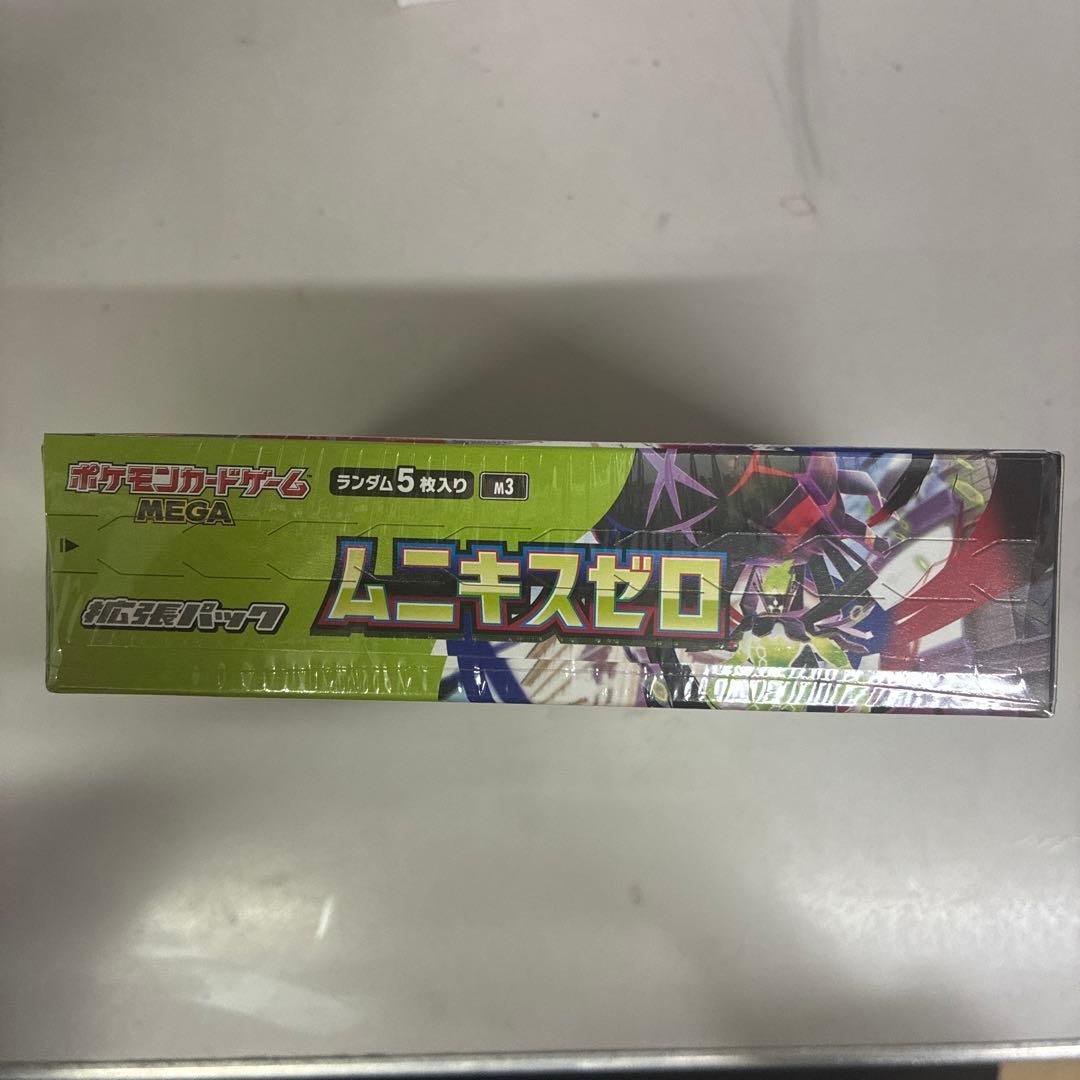 ポケモンカードゲーム
MEGA
ランダム5枚入り
M3
ムニキスゼロ
拡張パック